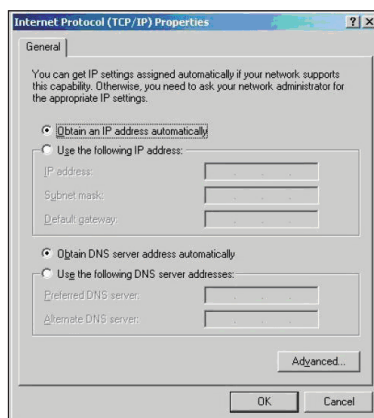 Internet Protocol (TCP/IP) Properties
General
You can get IP settings assigned automatically if your network supports
this capability. Otherwise, you need to ask your network administrator for
the appropriate IP settings.
Obtain an IP address automatically
Use the following IP address:
IP address:
Subnet mask:
Default gateway:
Obtain DNS server address automatically
Use the following DNS server addresses:
Preferred DNS server:
Alternate DNS server:
Advanced...
OK
Cancel